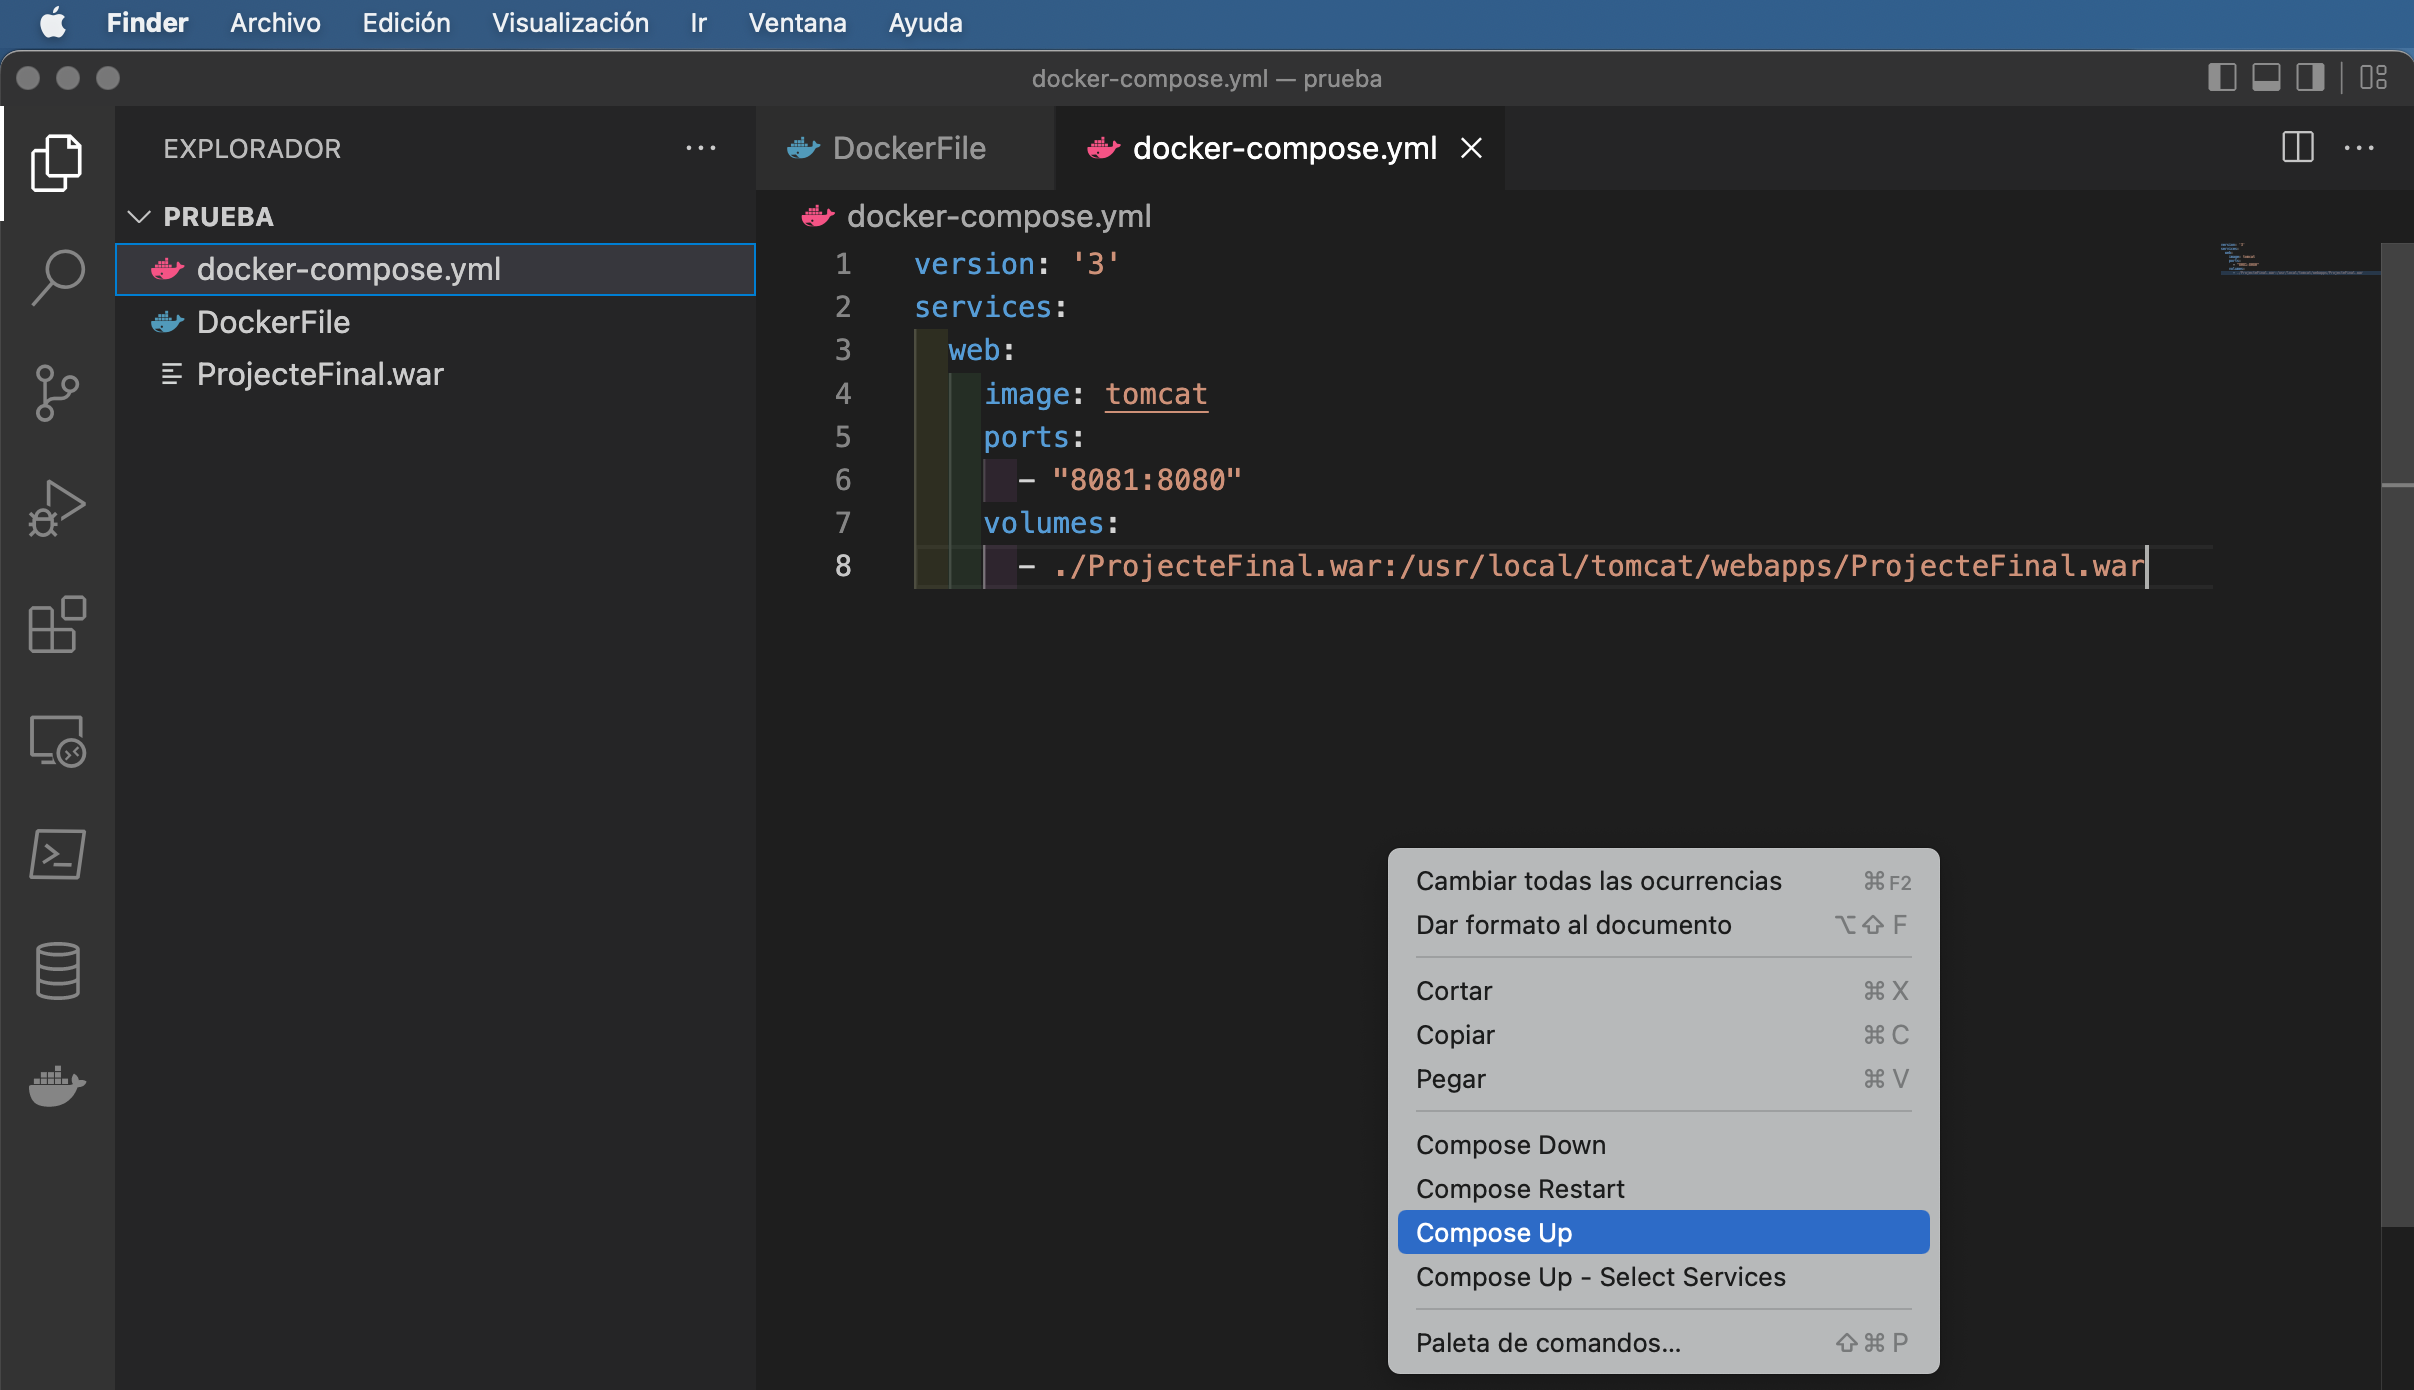 Finder Archivo Edición Visualización Ir Ventana Ayuda
docker-compose.yml — prueba
EXPLORADOR
PRUEBA
docker-compose.yml
DockerFile
ProjecteFinal.war
DockerFile docker-compose.yml
docker-compose.yml
1 version: '3'
2 services:
3 web:
4 image: tomcat
5 ports:
6 - "8081:8080"
7 volumes:
8 - ./ProjecteFinal.war:/usr/local/tomcat/webapps/ProjecteFinal.war
Cambiar todas las ocurrencias ⌘F2
Dar formato al documento ⌥⇧F
Cortar ⌘X
Copiar ⌘C
Pegar ⌘V
Compose Down
Compose Restart
Compose Up
Compose Up - Select Services
Paleta de comandos... ⇧⌘P